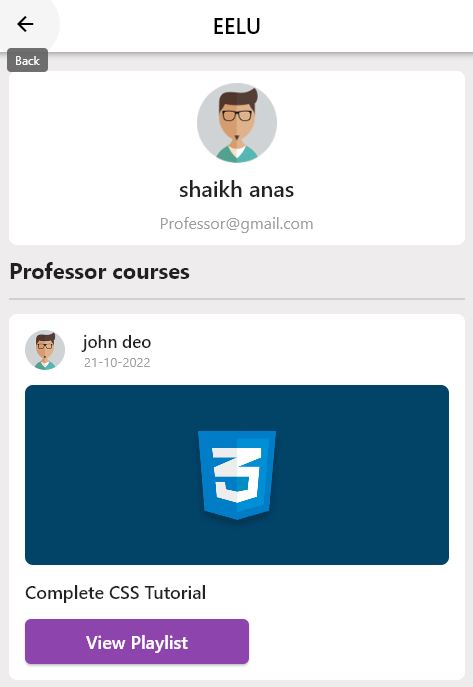 EELU
Back
shaikh anas
Professor@gmail.com
Professor courses
john deo
21-10-2022
3
Complete CSS Tutorial
View Playlist